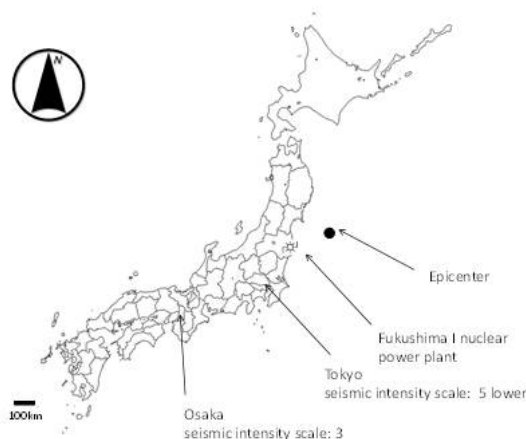 N
Epicenter
Fukushima I nuclear
power plant
Tokyo
seismic intensity scale: 5 lower
Osaka
seismic intensity scale: 3
100km